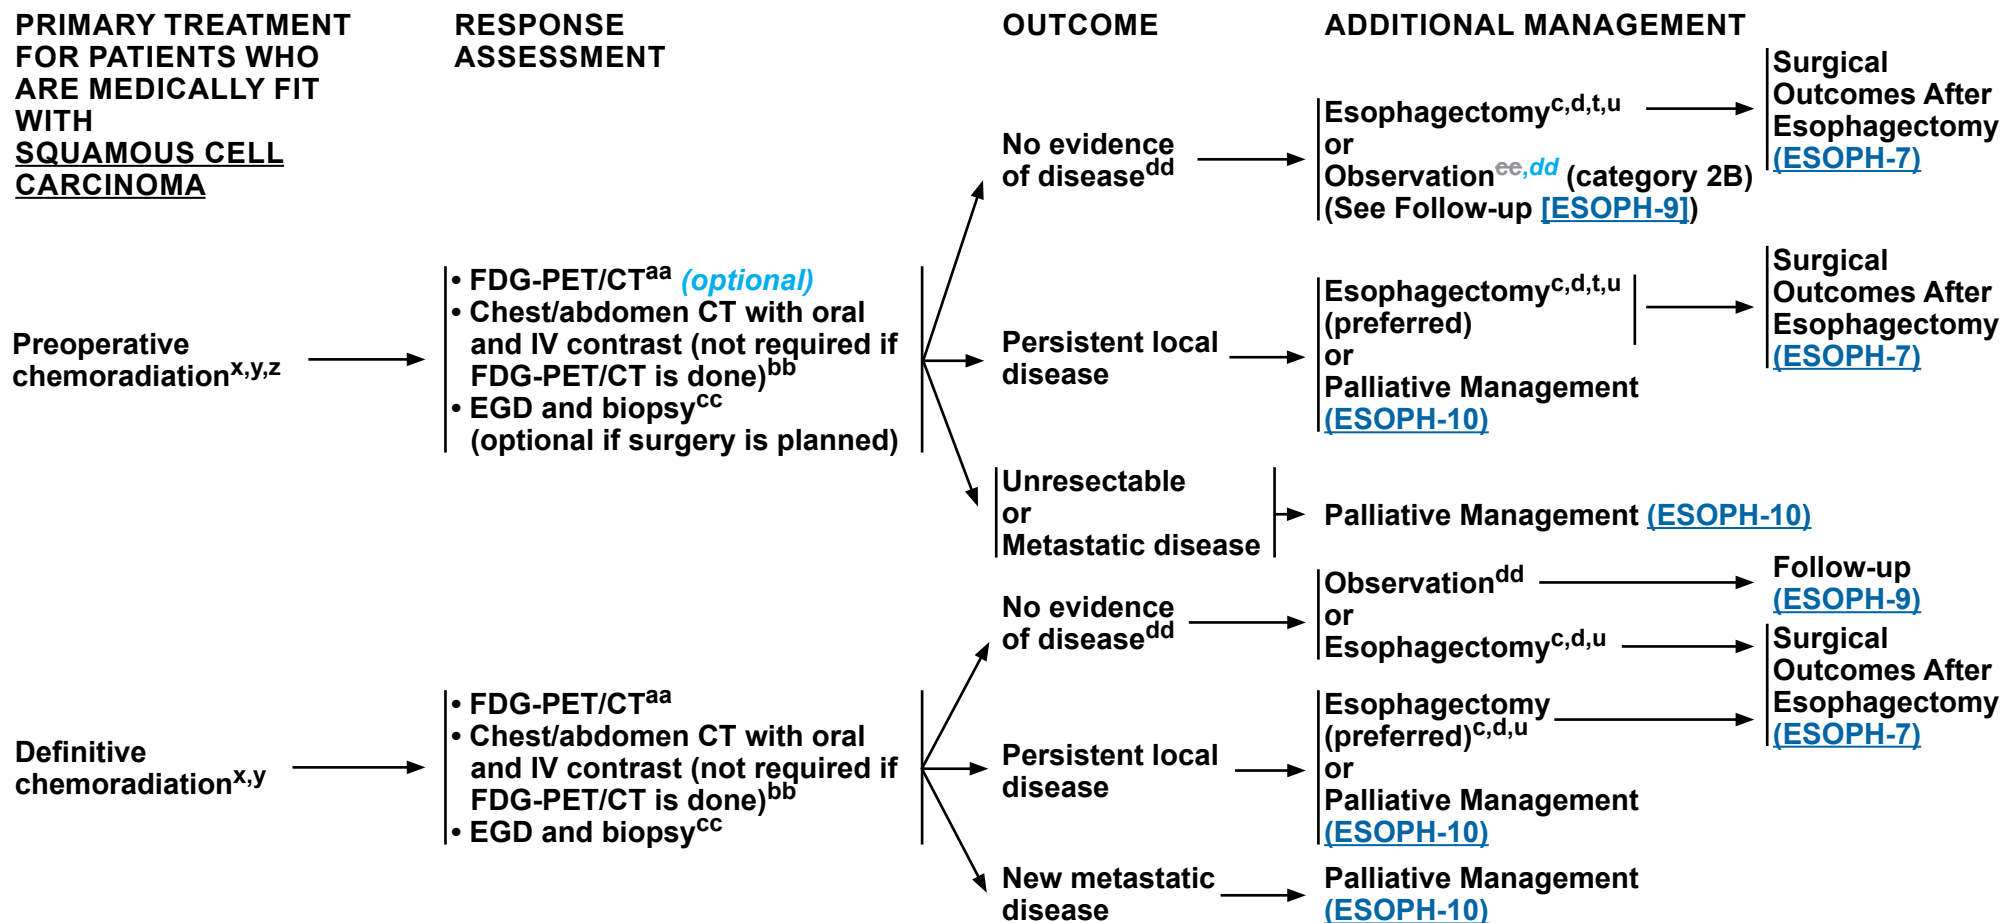 PRIMARY TREATMENT
FOR PATIENTS WHO
ARE MEDICALLY FIT
WITH
SQUAMOUS CELL
CARCINOMA
RESPONSE
ASSESSMENT
OUTCOME
ADDITIONAL MANAGEMENT
Preoperative
chemoradiationx,y,z
• FDG-PET/CTaa (optional)
• Chest/abdomen CT with oral
and IV contrast (not required if
FDG-PET/CT is done)bb
• EGD and biopsycc
(optional if surgery is planned)
No evidence
of diseasedd
Esophagectomyc,d,t,u
or
Observationee,dd (category 2B)
(See Follow-up [ESOPH-9])
Surgical
Outcomes After
Esophagectomy
(ESOPH-7)
Persistent local
disease
Esophagectomyc,d,t,u
(preferred)
or
Palliative Management
(ESOPH-10)
Surgical
Outcomes After
Esophagectomy
(ESOPH-7)
Unresectable
or
Metastatic disease
Palliative Management (ESOPH-10)
Definitive
chemoradiationx,y
• FDG-PET/CTaa
• Chest/abdomen CT with oral
and IV contrast (not required if
FDG-PET/CT is done)bb
• EGD and biopsycc
No evidence
of diseasedd
Observationdd
or
Esophagectomyc,d,u
Follow-up
(ESOPH-9)
Surgical
Outcomes After
Esophagectomy
(ESOPH-7)
Persistent local
disease
Esophagectomy
(preferred)c,d,u
or
Palliative Management
(ESOPH-10)
New metastatic
disease
Palliative Management
(ESOPH-10)